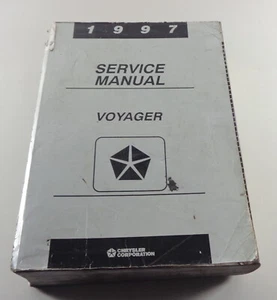 1997
SERVICE
MANUAL
VOYAGER
CHRYSLER
CORPORATION